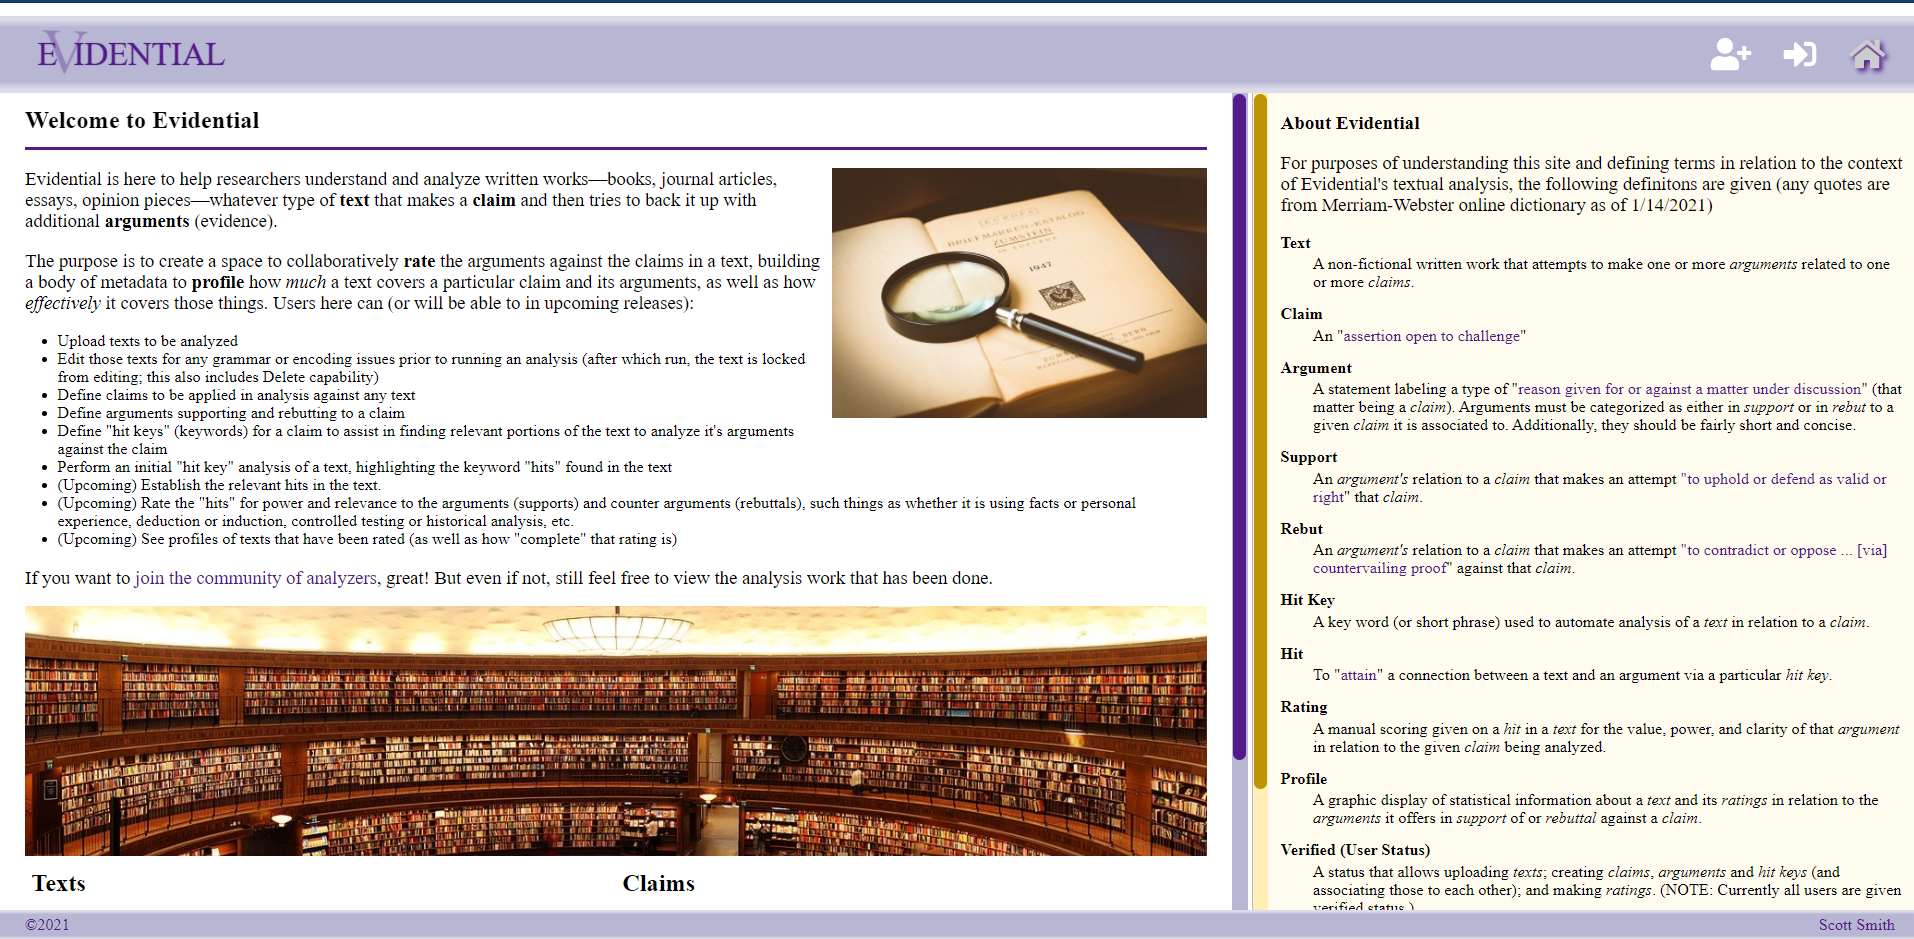 EVIDENTIAL
Welcome to Evidential
Evidential is here to help researchers understand and analyze written works—books, journal articles,
essays, opinion pieces—whatever type of text that makes a claim and then tries to back it up with
additional arguments (evidence).
The purpose is to create a space to collaboratively rate the arguments against the claims in a text, building
a body of metadata to profile how much a text covers a particular claim and its arguments, as well as how
effectively it covers those things. Users here can (or will be able to in upcoming releases):
• Upload texts to be analyzed
• Edit those texts for any grammar or encoding issues prior to running an analysis (after which run, the text is locked
from editing; this also includes Delete capability)
• Define claims to be applied in analysis against any text
• Define arguments supporting and rebutting to a claim
• Define "hit keys" (keywords) for a claim to assist in finding relevant portions of the text to analyze it's arguments
against the claim
• Perform an initial "hit key" analysis of a text, highlighting the keyword "hits" found in the text
• (Upcoming) Establish the relevant hits in the text.
• (Upcoming) Rate the "hits" for power and relevance to the arguments (supports) and counter arguments (rebuttals), such things as whether it is using facts or personal
experience, deduction or induction, controlled testing or historical analysis, etc.
• (Upcoming) See profiles of texts that have been rated (as well as how "complete" that rating is)
EUROPA
BRIEFMARKEN-KATALOG
ZUMSTEIN
1947
If you want to join the community of analyzers, great! But even if not, still feel free to view the analysis work that has been done.
Texts
Claims
About Evidential
For purposes of understanding this site and defining terms in relation to the context
of Evidential's textual analysis, the following definitons are given (any quotes are
from Merriam-Webster online dictionary as of 1/14/2021)
Text
A non-fictional written work that attempts to make one or more arguments related to one
or more claims.
Claim
An "assertion open to challenge"
Argument
A statement labeling a type of "reason given for or against a matter under discussion" (that
matter being a claim). Arguments must be categorized as either in support or in rebut to a
given claim it is associated to. Additionally, they should be fairly short and concise.
Support
An argument's relation to a claim that makes an attempt "to uphold or defend as valid or
right" that claim.
Rebut
An argument's relation to a claim that makes an attempt "to contradict or oppose ... [via]
countervailing proof" against that claim.
Hit Key
A key word (or short phrase) used to automate analysis of a text in relation to a claim.
Hit
To "attain" a connection between a text and an argument via a particular hit key.
Rating
A manual scoring given on a hit in a text for the value, power, and clarity of that argument
in relation to the given claim being analyzed.
Profile
A graphic display of statistical information about a text and its ratings in relation to the
arguments it offers in support of or rebuttal against a claim.
Verified (User Status)
A status that allows uploading texts; creating claims, arguments and hit keys (and
associating those to each other); and making ratings. (NOTE: Currently all users are given
verified status.)
©2021
Scott Smith